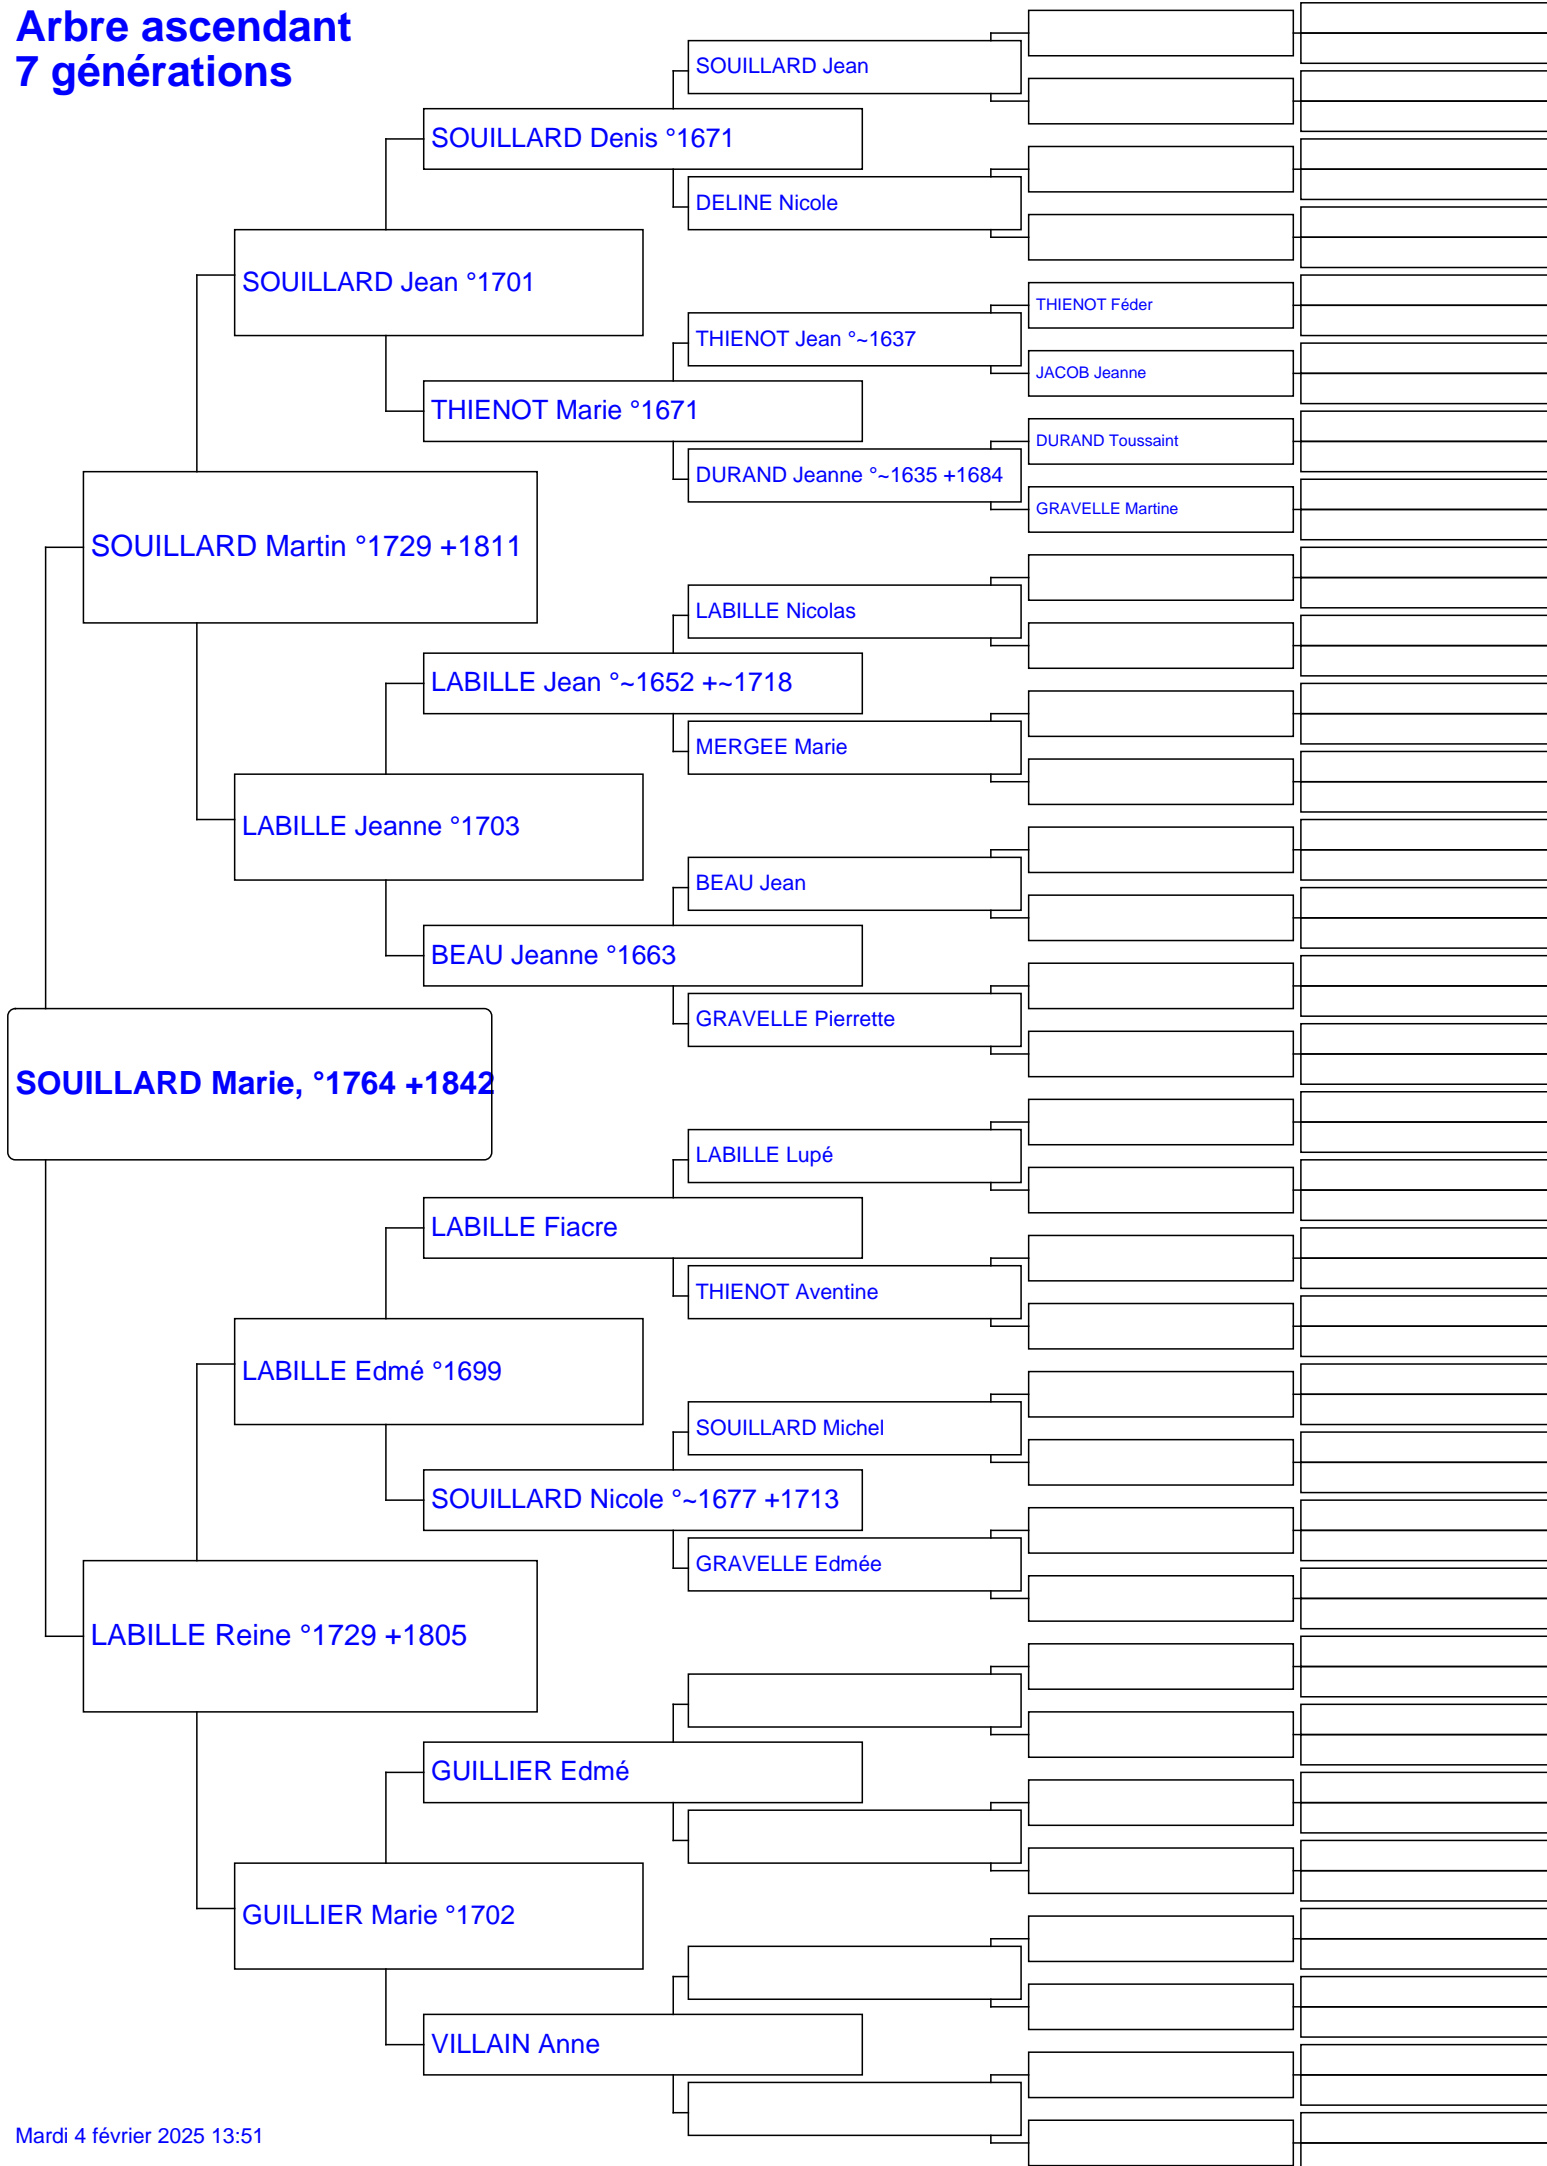 Arbre ascendant
7 générations
SOUILLARD Jean
SOUILLARD Denis °1671
DELINE Nicole
SOUILLARD Jean °1701
THIENOT Féder
THIENOT Jean °~1637
JACOB Jeanne
THIENOT Marie °1671
DURAND Toussaint
DURAND Jeanne °~1635 +1684
GRAVELLE Martine
SOUILLARD Martin °1729 +1811
LABILLE Nicolas
LABILLE Jean °~1652 +~1718
MERGEE Marie
LABILLE Jeanne °1703
BEAU Jean
BEAU Jeanne °1663
GRAVELLE Pierrette
SOUILLARD Marie, °1764 +1842
LABILLE Lupé
LABILLE Fiacre
THIENOT Aventine
LABILLE Edmé °1699
SOUILLARD Michel
SOUILLARD Nicole °~1677 +1713
GRAVELLE Edmée
LABILLE Reine °1729 +1805
GUILLIER Edmé
GUILLIER Marie °1702
VILLAIN Anne
Mardi 4 février 2025 13:51